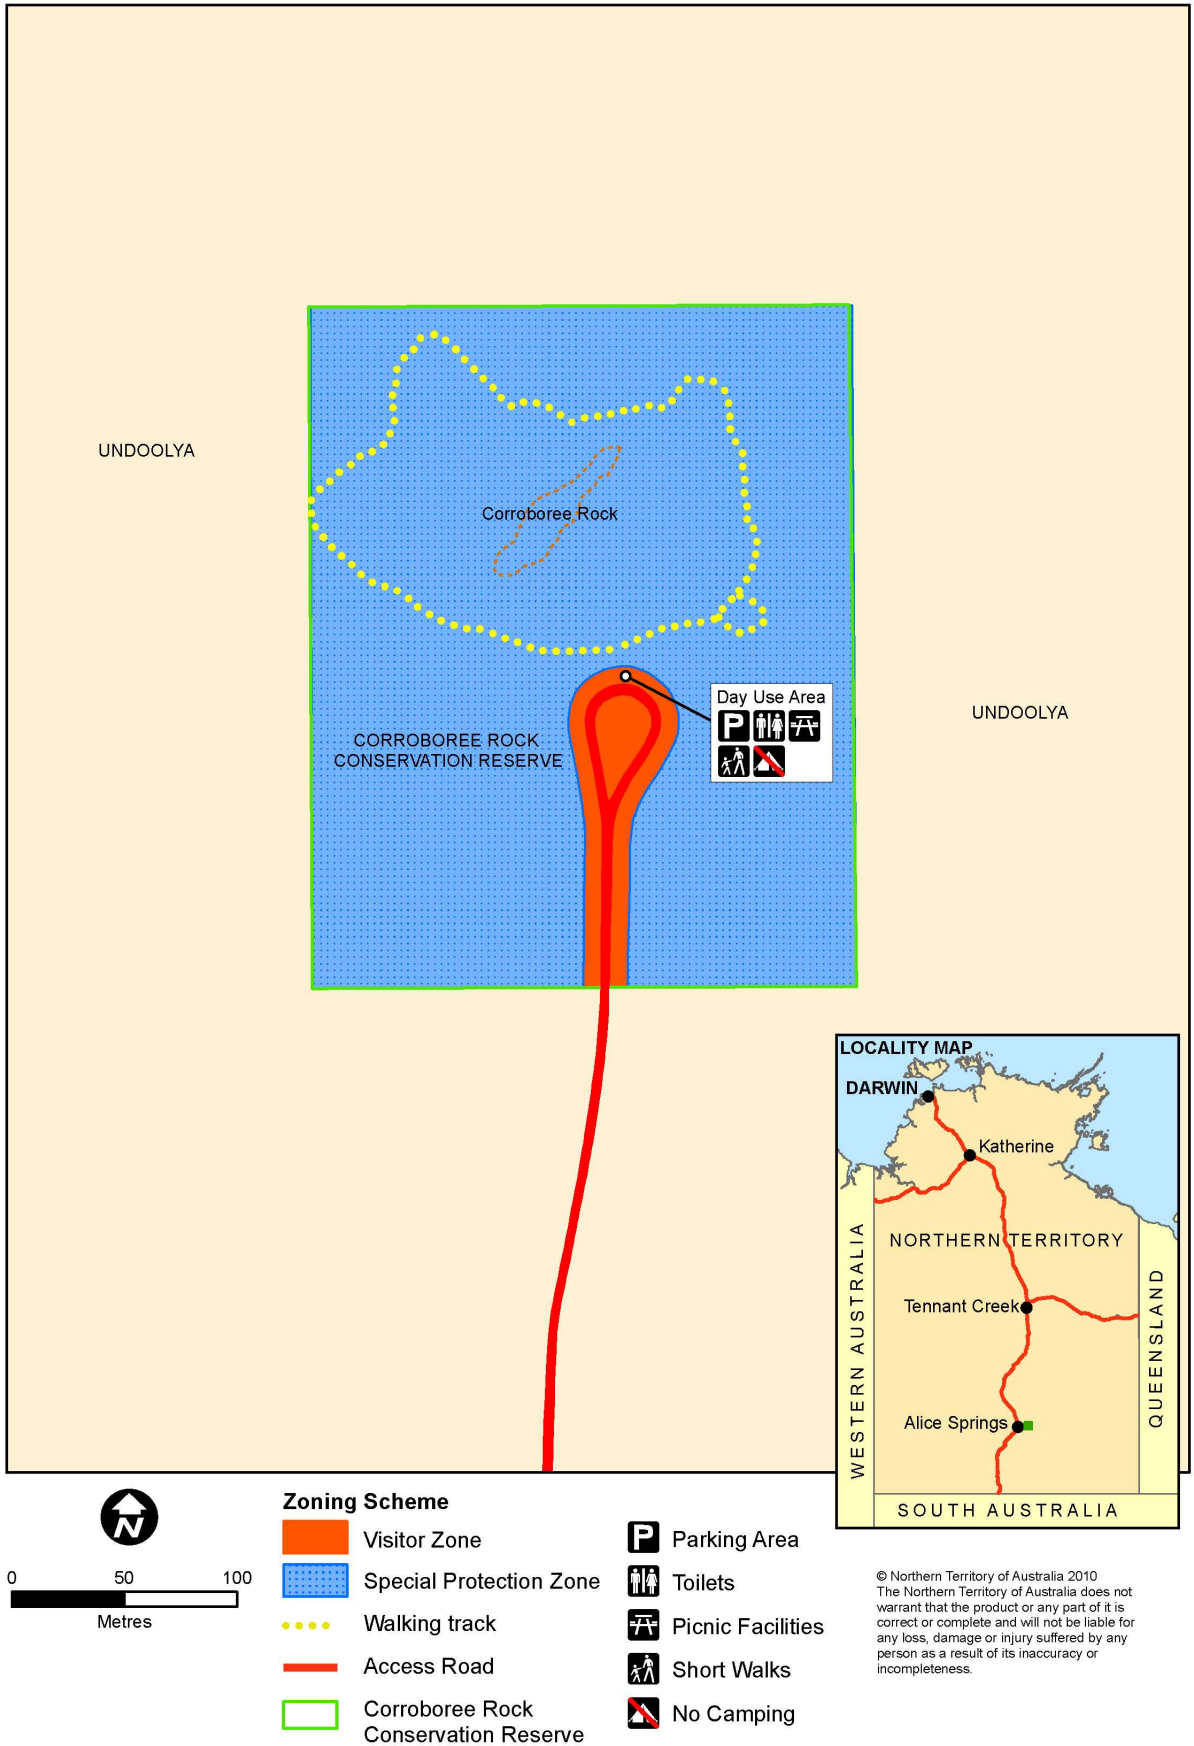 UNDOOLYA
Corroboree Rock
Day Use Area
P
CORROBOREE ROCK
CONSERVATION RESERVE
UNDOOLYA
LOCALITY MAP
DARWIN
Katherine
NORTHERN TERRITORY
Tennant Creek
Alice Springs
WESTERN AUSTRALIA
QUEENSLAND
SOUTH AUSTRALIA
N
0 50 100
Metres
Zoning Scheme
Visitor Zone
Special Protection Zone
Walking track
Access Road
Corroboree Rock
Conservation Reserve
P Parking Area
Toilets
Picnic Facilities
Short Walks
No Camping
© Northern Territory of Australia 2010
The Northern Territory of Australia does not
warrant that the product or any part of it is
correct or complete and will not be liable for
any loss, damage or injury suffered by any
person as a result of its inaccuracy or
incompleteness.